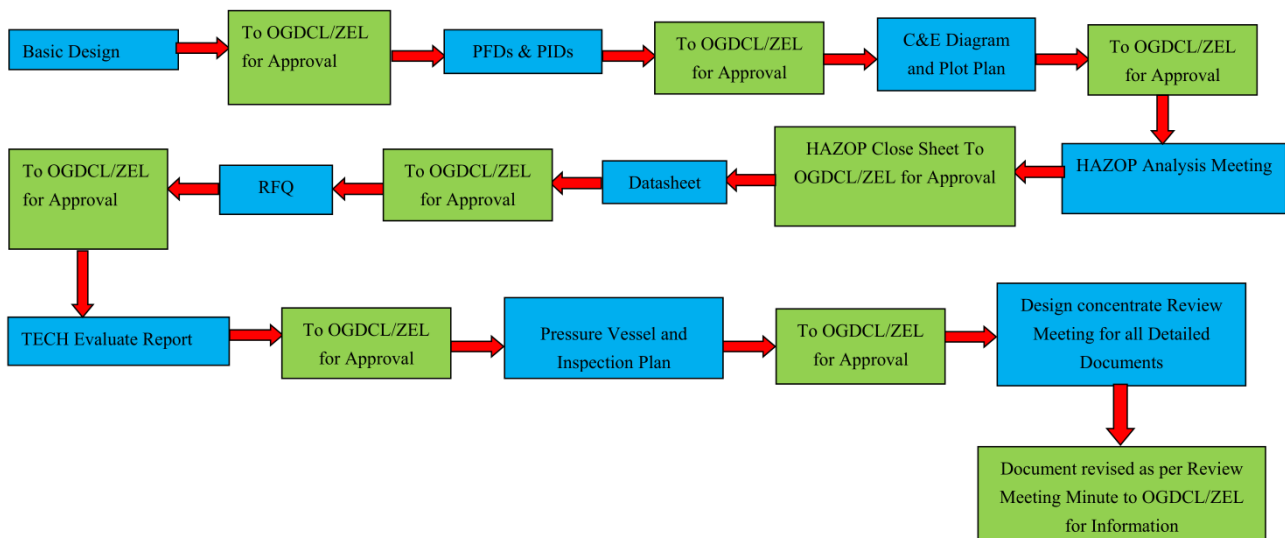 Basic Design
To OGDCL/ZEL
for Approval
PFDs & PIDs
To OGDCL/ZEL
for Approval
C&E Diagram
and Plot Plan
To OGDCL/ZEL
for Approval
HAZOP Analysis Meeting
HAZOP Close Sheet To
OGDCL/ZEL for Approval
Datasheet
To OGDCL/ZEL
for Approval
RFQ
To OGDCL/ZEL
for Approval
TECH Evaluate Report
To OGDCL/ZEL
for Approval
Pressure Vessel and
Inspection Plan
To OGDCL/ZEL
for Approval
Design concentrate Review
Meeting for all Detailed
Documents
Document revised as per Review
Meeting Minute to OGDCL/ZEL
for Information